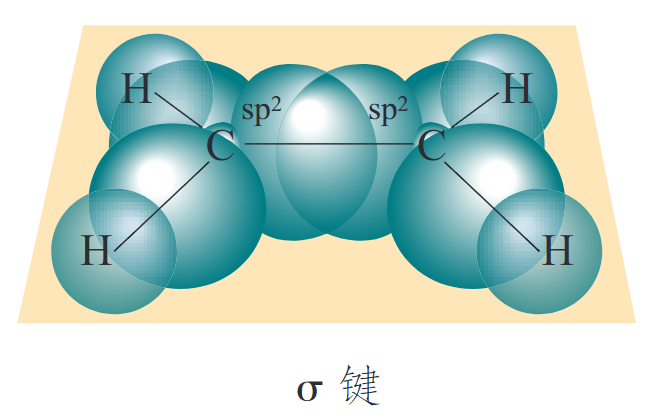 H H
sp² sp²
C C
H H
σ 键